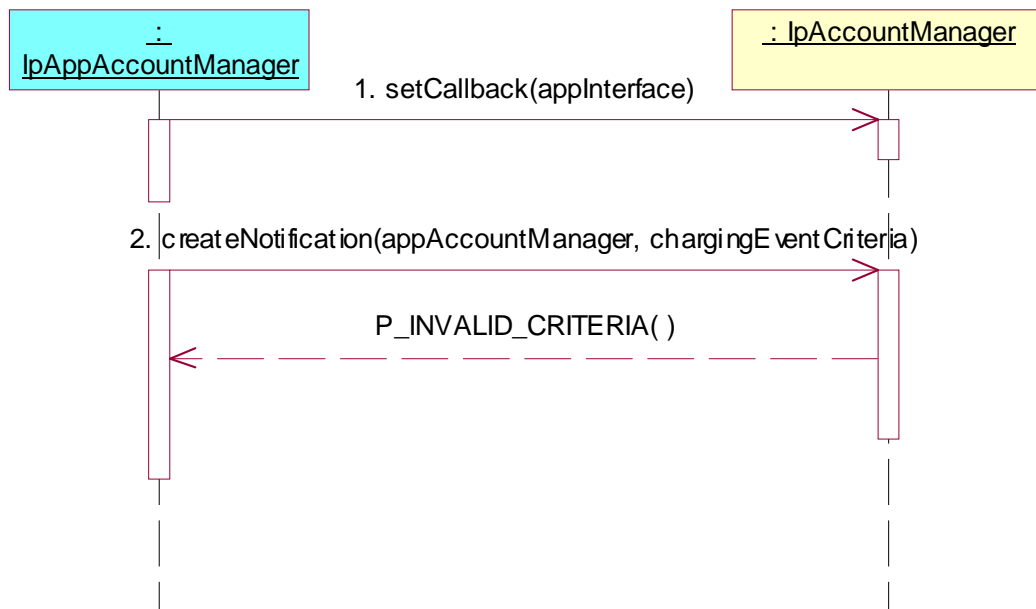 :
IpAppAccountManager
: IpAccountManager
1. setCallback(appInterface)
2. createNotification(appAccountManager, chargingEventCriteria)
P_INVALID_CRITERIA( )